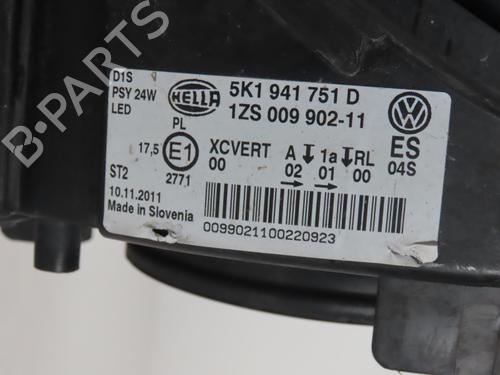 B-PARTS
D1S
PSY 24W
LED
HELLA
5K1 941 751 D
1ZS 009 902-11
PL
17,5
E1
2771
XCVERT A 1a RL
00 02 01 00
ES
04S
ST2
10.11.2011
Made in Slovenia
0099021100220923